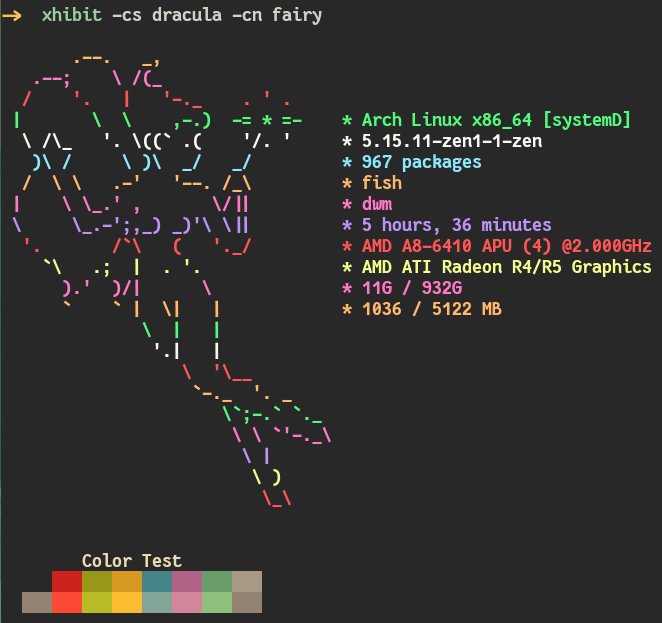 → xhibit -cs dracula -cn fairy
* Arch Linux x86_64 [systemD]
* 5.15.11-zen1-1-zen
* 967 packages
* fish
* dwm
* 5 hours, 36 minutes
* AMD A8-6410 APU (4) @2.000GHz
* AMD ATI Radeon R4/R5 Graphics
* 11G / 932G
* 1036 / 5122 MB
Color Test